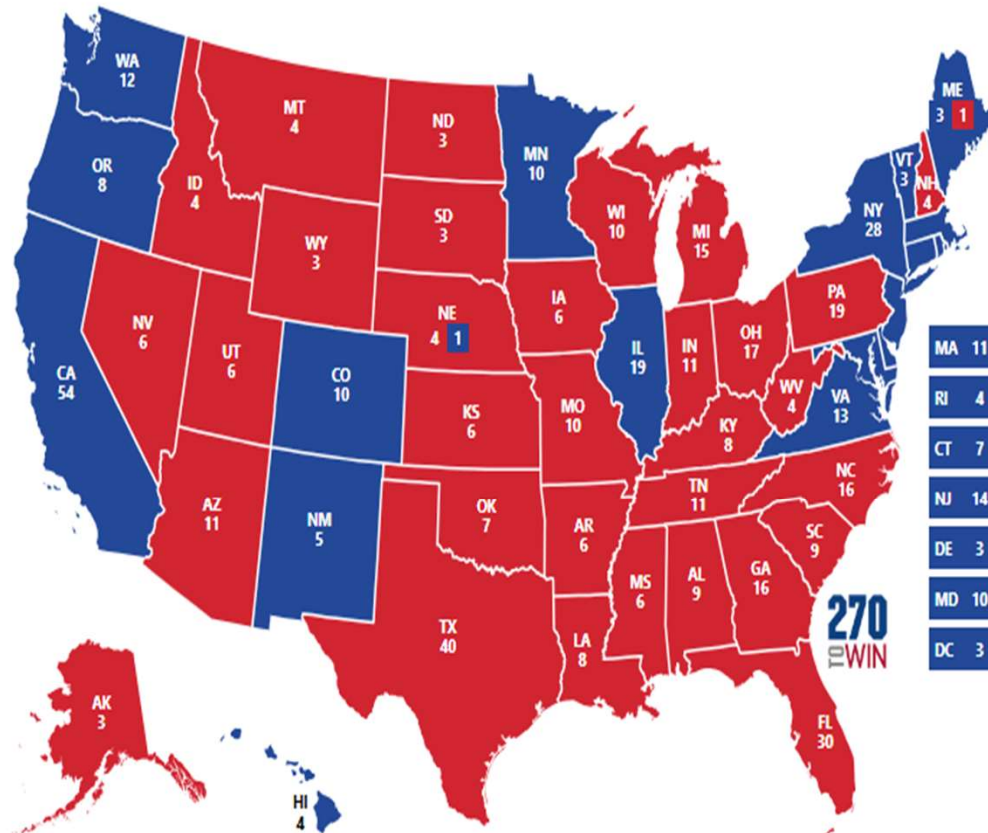 WA
12
MT
4
ND
3
MN
10
ME
3 1
OR
8
ID
4
VT
3
NH
4
SD
3
WI
10
NY
28
WY
3
MI
15
IA
6
PA
19
NE
4 1
NV
6
UT
6
CO
10
IL
19
IN
11
OH
17
WV
4
VA
13
CA
54
KS
6
MO
10
KY
8
NC
16
AZ
11
NM
5
OK
7
TN
11
AR
6
SC
9
MS
6
AL
9
GA
16
TX
40
LA
8
FL
30
AK
3
HI
4
MA 11
RI 4
CT 7
NJ 14
DE 3
MD 10
DC 3
270
TO WIN